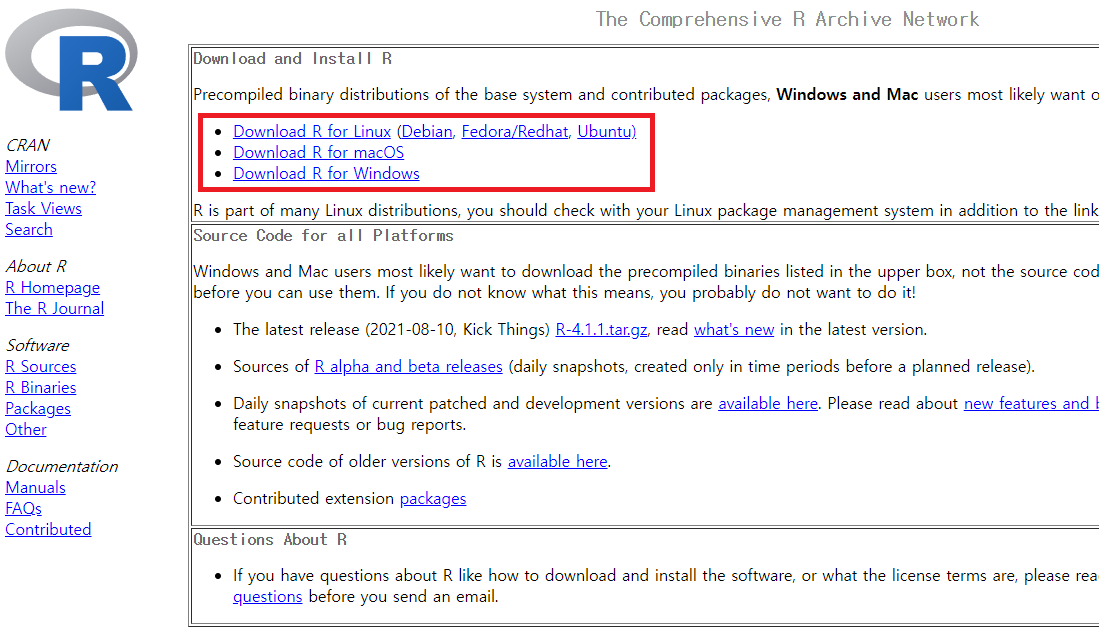 The Comprehensive R Archive Network
R
CRAN
Mirrors
What's new?
Task Views
Search
About R
R Homepage
The R Journal
Software
R Sources
R Binaries
Packages
Other
Documentation
Manuals
FAQs
Contributed
Download and Install R
Precompiled binary distributions of the base system and contributed packages, Windows and Mac users most likely want
Download R for Linux (Debian, Fedora/Redhat, Ubuntu)
Download R for macOS
Download R for Windows
R is part of many Linux distributions, you should check with your Linux package management system in addition to the link
Source Code for all Platforms
Windows and Mac users most likely want to download the precompiled binaries listed in the upper box, not the source cod
before you can use them. If you do not know what this means, you probably do not want to do it!
The latest release (2021-08-10, Kick Things) R-4.1.1.tar.gz, read what's new in the latest version.
Sources of R alpha and beta releases (daily snapshots, created only in time periods before a planned release).
Daily snapshots of current patched and development versions are available here. Please read about new features and
feature requests or bug reports.
Source code of older versions of R is available here.
Contributed extension packages
Questions About R
If you have questions about R like how to download and install the software, or what the license terms are, please rea
questions before you send an email.